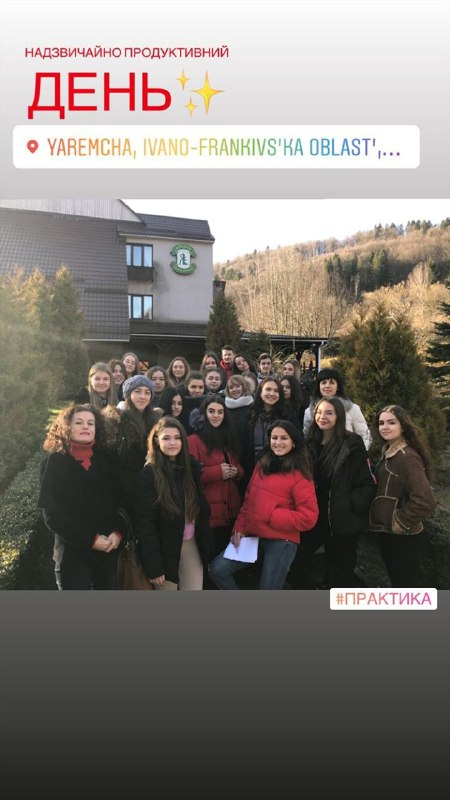 НАДЗВИЧАЙНО ПРОДУКТИВНИЙ
ДЕНЬ
YAREMCHA, IVANO-FRANKIVS'KA OBLAST',...
#ПРАКТИКА